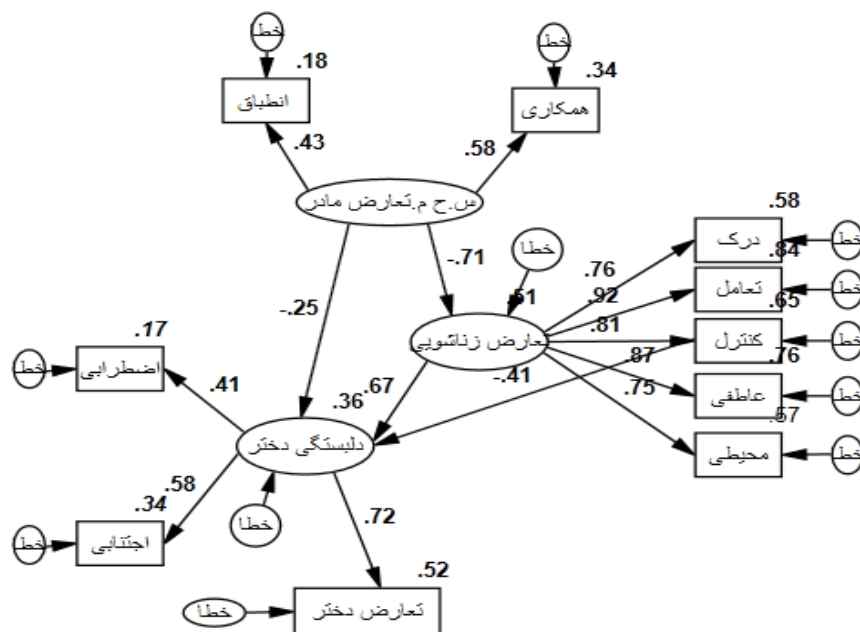 خطا
.18
انطباق
خطا
.34
همکاری
.43
.58
س.ح م.تعارض مادر
.58
درک
خطا
-.71
خطا
.76
.84
تعامل
خطا
-.25
.51
.92
.65
تعارض زناشویی
.81
کنترل
خطا
.17
.87
.76
خطا
اضطرابی
-.41
عاطفی
خطا
.41
.36
.67
.75
.57
دلبستگی دختر
محیطی
خطا
.58
.34
خطا
اجتنابی
خطا
.72
.52
خطا
تعارض دختر